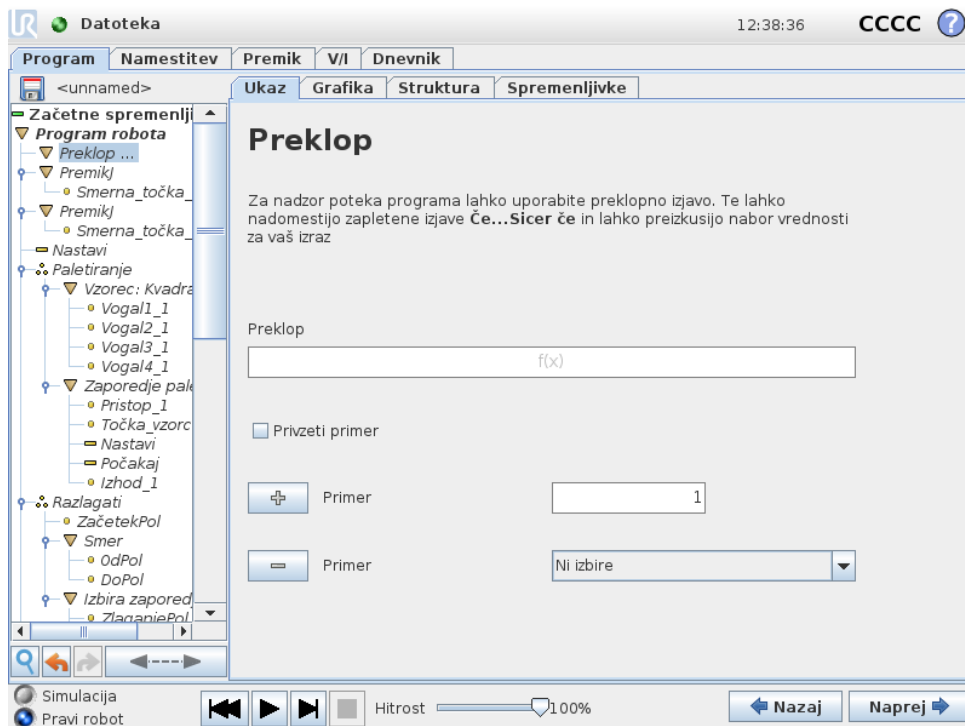 Datoteka
12:38:36
CCCC
?
Program
Namestitev
Premik
V/I
Dnevnik
<unnamed>
Ukaz
Grafika
Struktura
Spremenljivke
Začetne spremenlji
Program robota
Preklop ...
PremikJ
Smerna_točka_
PremikJ
Smerna_točka_
Nastavi
Paletiranje
Vzorec: Kvadra
Vogal1_1
Vogal2_1
Vogal3_1
Vogal4_1
Zaporedje pale
Pristop_1
Točka_vzorc
Nastavi
Počakaj
Izhod_1
Razlagati
ZačetekPol
Smer
OdPol
DoPol
Izbira zapored
ZlaganjePol
Preklop
Za nadzor poteka programa lahko uporabite preklopno izjavo. Te lahko
nadomestijo zapletene izjave Če...Sicer če in lahko preizkusijo nabor vrednosti
za vaš izraz
Preklop
f(x)
Privzeti primer
Primer
1
Primer
Ni izbire
Simulacija
Pravi robot
Hitrost
100%
Nazaj
Naprej